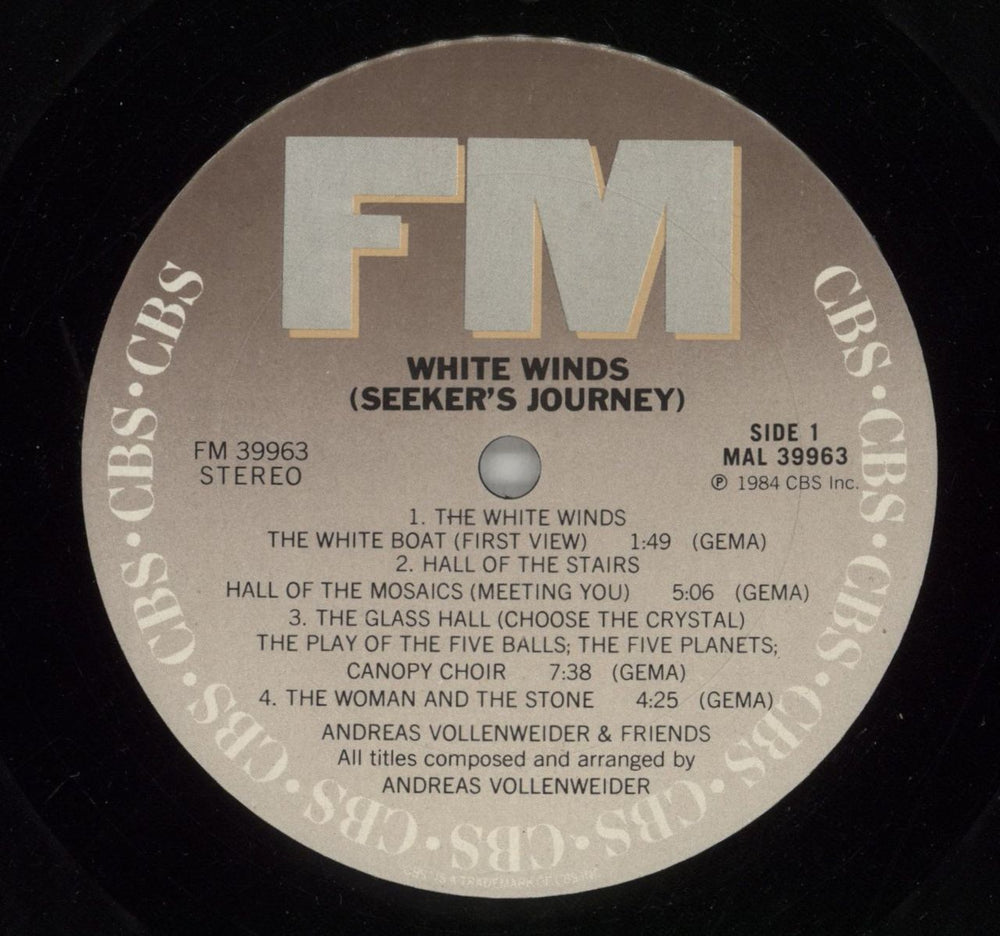 FM
WHITE WINDS
(SEEKER'S JOURNEY)
FM 39963
STEREO
SIDE 1
MAL 39963
℗ 1984 CBS Inc.
1. THE WHITE WINDS
THE WHITE BOAT (FIRST VIEW) 1:49 (GEMA)
2. HALL OF THE STAIRS
HALL OF THE MOSAICS (MEETING YOU) 5:06 (GEMA)
3. THE GLASS HALL (CHOOSE THE CRYSTAL)
THE PLAY OF THE FIVE BALLS; THE FIVE PLANETS;
CANOPY CHOIR 7:38 (GEMA)
4. THE WOMAN AND THE STONE 4:25 (GEMA)
ANDREAS VOLLENWEIDER & FRIENDS
All titles composed and arranged by
ANDREAS VOLLENWEIDER
CBS·CBS·CBS·CBS·CBS·CBS·CBS·CBS·CBS·CBS·CBS
"CBS" IS A TRADEMARK OF CBS INC.